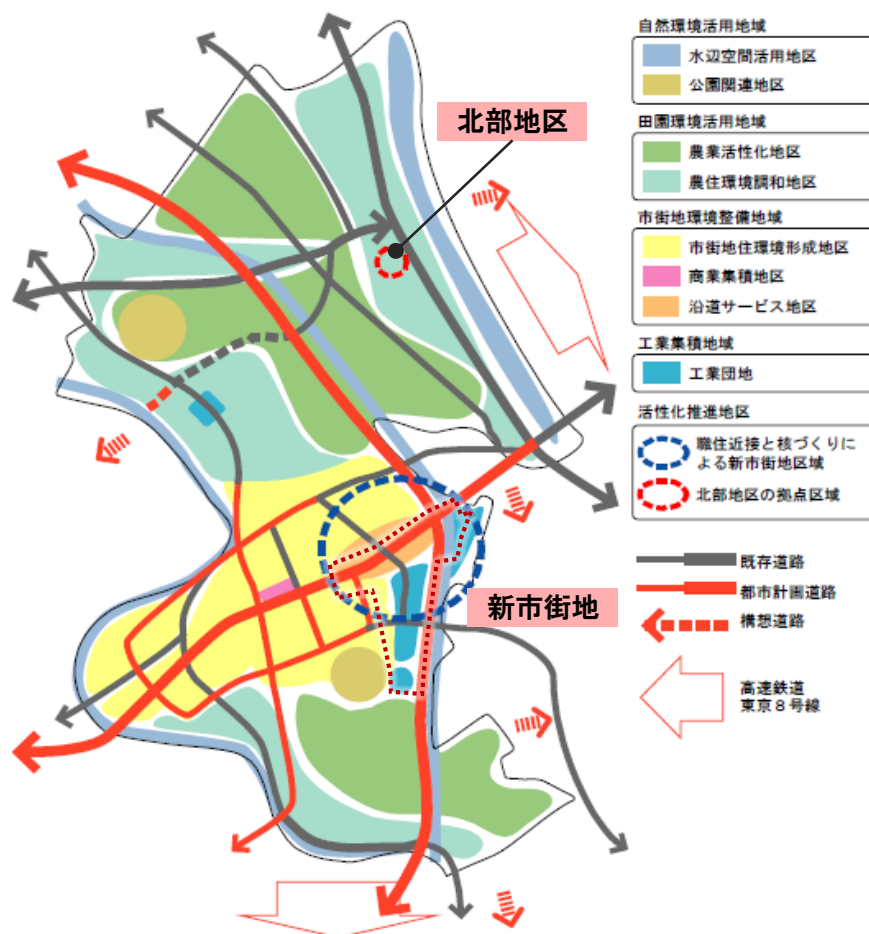 北部地区
新市街地
自然環境活用地域
水辺空間活用地区
公園関連地区
田園環境活用地域
農業活性化地区
農住環境調和地区
市街地環境整備地域
市街地住環境形成地区
商業集積地区
沿道サービス地区
工業集積地域
工業団地
活性化推進地区
職住近接と核づくりに
よる新市街地区域
北部地区の拠点区域
既存道路
都市計画道路
構想道路
高速鉄道
東京8号線